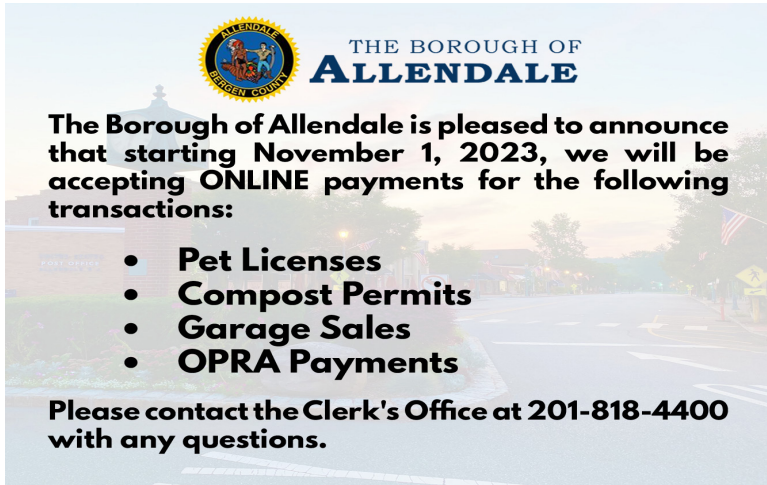 ALLENDALE
BERGEN COUNTY
THE BOROUGH OF
ALLENDALE
The Borough of Allendale is pleased to announce
that starting November 1, 2023, we will be
accepting ONLINE payments for the following
transactions:
POST OFFICE
• Pet Licenses
• Compost Permits
• Garage Sales
• OPRA Payments
Please contact the Clerk's Office at 201-818-4400
with any questions.